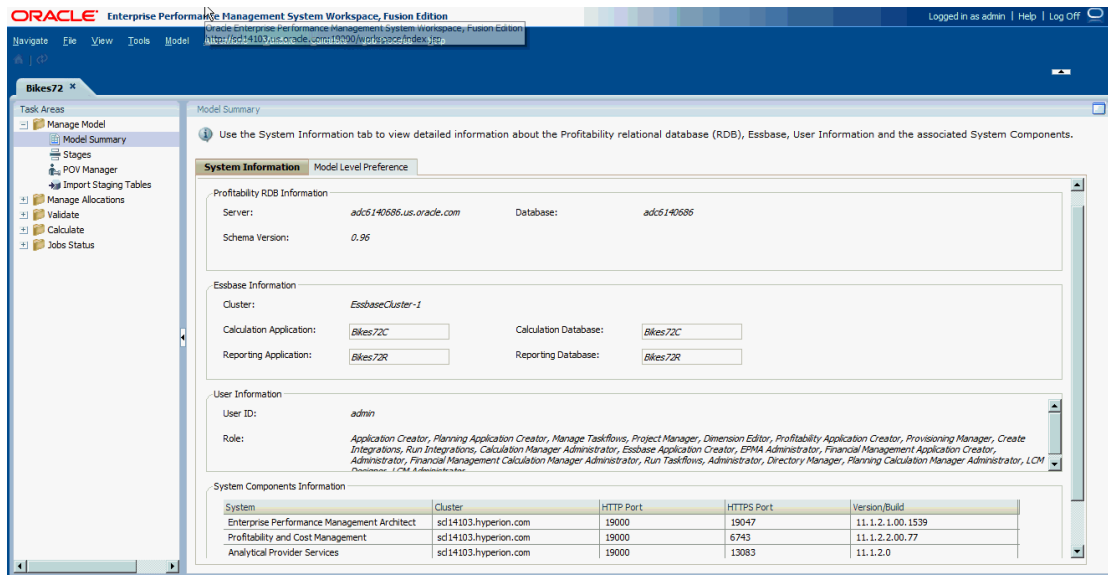 ORACLE Enterprise Performance Management System Workspace, Fusion Edition
Logged in as admin | Help | Log Off
Oracle Enterprise Performance Management System Workspace, Fusion Edition
Navigate File View Tools Model
Bikes72 ×
Task Areas
Manage Model
Model Summary
Stages
POV Manager
Import Staging Tables
Manage Allocations
Validate
Calculate
Jobs Status
Model Summary
Use the System Information tab to view detailed information about the Profitability relational database (RDB), Essbase, User Information and the associated System Components.
System Information Model Level Preference
Profitability RDB Information
Server: adc6140686.us.oracle.com Database: adc6140686
Schema Version: 0.96
Essbase Information
Cluster: EssbaseCluster-1
Calculation Application: Bikes72C Calculation Database: Bikes72C
Reporting Application: Bikes72R Reporting Database: Bikes72R
User Information
User ID: admin
Role: Application Creator, Planning Application Creator, Manage Taskflows, Project Manager, Dimension Editor, Profitability Application Creator, Provisioning Manager, Create
Integrations, Run Integrations, Calculation Manager Administrator, Essbase Application Creator, EPMA Administrator, Financial Management Application Creator,
Administrator, Financial Management Calculation Manager Administrator, Run Taskflows, Administrator, Directory Manager, Planning Calculation Manager Administrator, LCM
Designer, LCM Administrator
System Components Information
System Cluster HTTP Port HTTPS Port Version/Build
Enterprise Performance Management Architect scl14103.hyperion.com 19000 19047 11.1.2.1.00.1539
Profitability and Cost Management scl14103.hyperion.com 19000 6743 11.1.2.2.00.77
Analytical Provider Services scl14103.hyperion.com 19000 13083 11.1.2.0